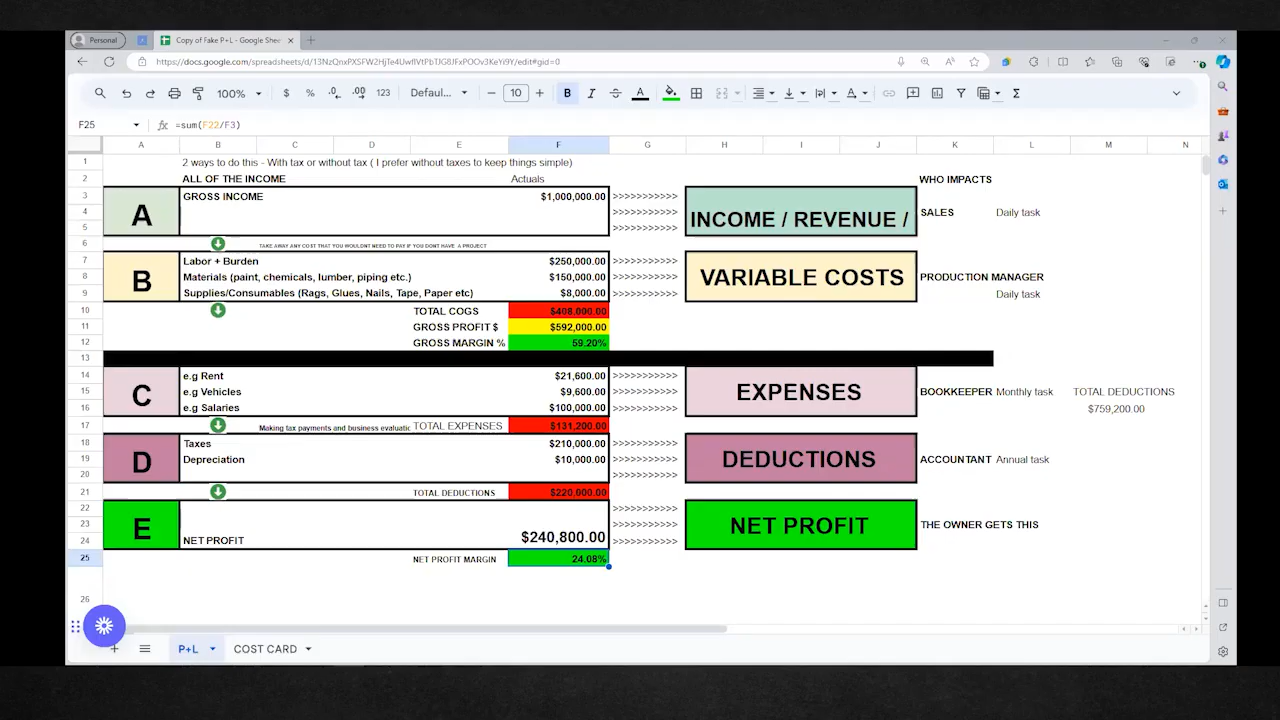 Personal
Copy of Fake P+L - Google Shee
https://docs.google.com/spreadsheets/d/13NzQnxPXSFW2HjTe4UwflVtPbTJG8JFxPOOv3KeYi9Y/edit#gid=0
100% $ % .0 .00 123 Defaul... 10 B I A
F25 fx =sum(F22/F3)
A B C D E F G H I J K L M N
1 2 ways to do this - With tax or without tax ( I prefer without taxes to keep things simple)
2 ALL OF THE INCOME Actuals WHO IMPACTS
3 GROSS INCOME $1,000,000.00 >>>>>>>>>>>
4 A >>>>>>>>>>> INCOME / REVENUE / SALES Daily task
5 >>>>>>>>>>>
6 TAKE AWAY ANY COST THAT YOU WOULDNT NEED TO PAY IF YOU DONT HAVE A PROJECT
7 Labor + Burden $250,000.00 >>>>>>>>>>>
8 B Materials (paint, chemicals, lumber, piping etc.) $150,000.00 >>>>>>>>>>> VARIABLE COSTS PRODUCTION MANAGER
9 Supplies/Consumables (Rags, Glues, Nails, Tape, Paper etc) $8,000.00 >>>>>>>>>>> Daily task
10 TOTAL COGS $408,000.00
11 GROSS PROFIT $ $592,000.00
12 GROSS MARGIN % 59.20%
13
14 e.g Rent $21,600.00 >>>>>>>>>>>
15 C e.g Vehicles $9,600.00 >>>>>>>>>>> EXPENSES BOOKKEEPER Monthly task TOTAL DEDUCTIONS
16 e.g Salaries $100,000.00 >>>>>>>>>>> $759,200.00
17 Making tax payments and business evaluatic TOTAL EXPENSES $131,200.00
18 Taxes $210,000.00 >>>>>>>>>>>
19 D Depreciation $10,000.00 >>>>>>>>>>> DEDUCTIONS ACCOUNTANT Annual task
20 >>>>>>>>>>>
21 TOTAL DEDUCTIONS $220,000.00
22 >>>>>>>>>>>
23 E >>>>>>>>>>> NET PROFIT THE OWNER GETS THIS
24 NET PROFIT $240,800.00 >>>>>>>>>>>
25 NET PROFIT MARGIN 24.08%
26
P+L COST CARD